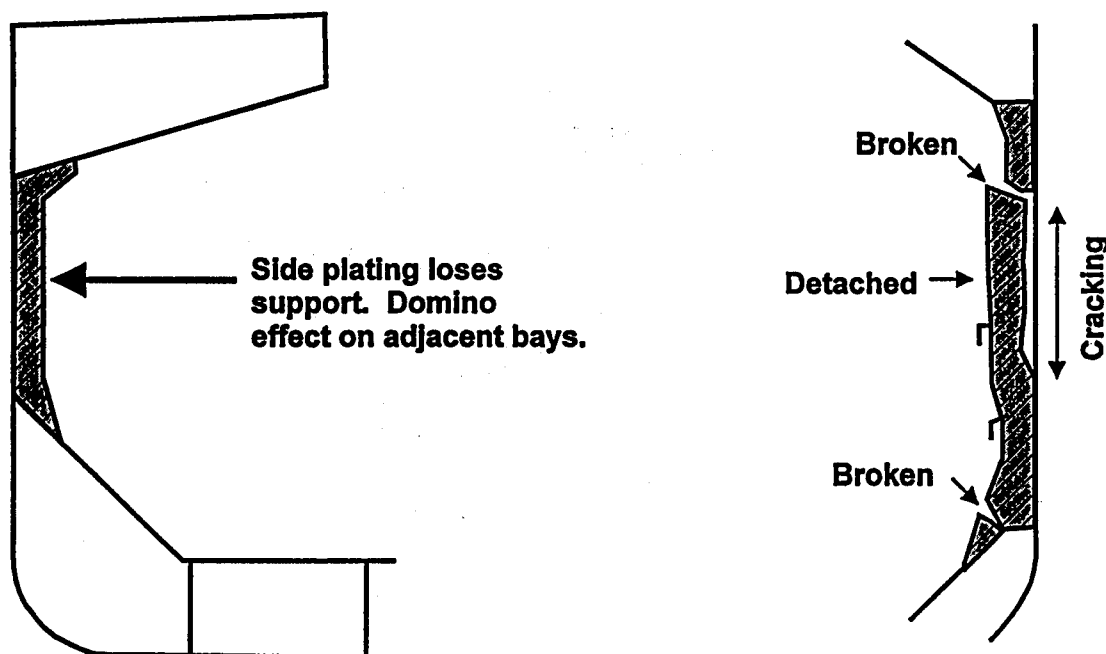 Side plating loses
support. Domino
effect on adjacent bays.
Broken
Detached
Cracking
Broken